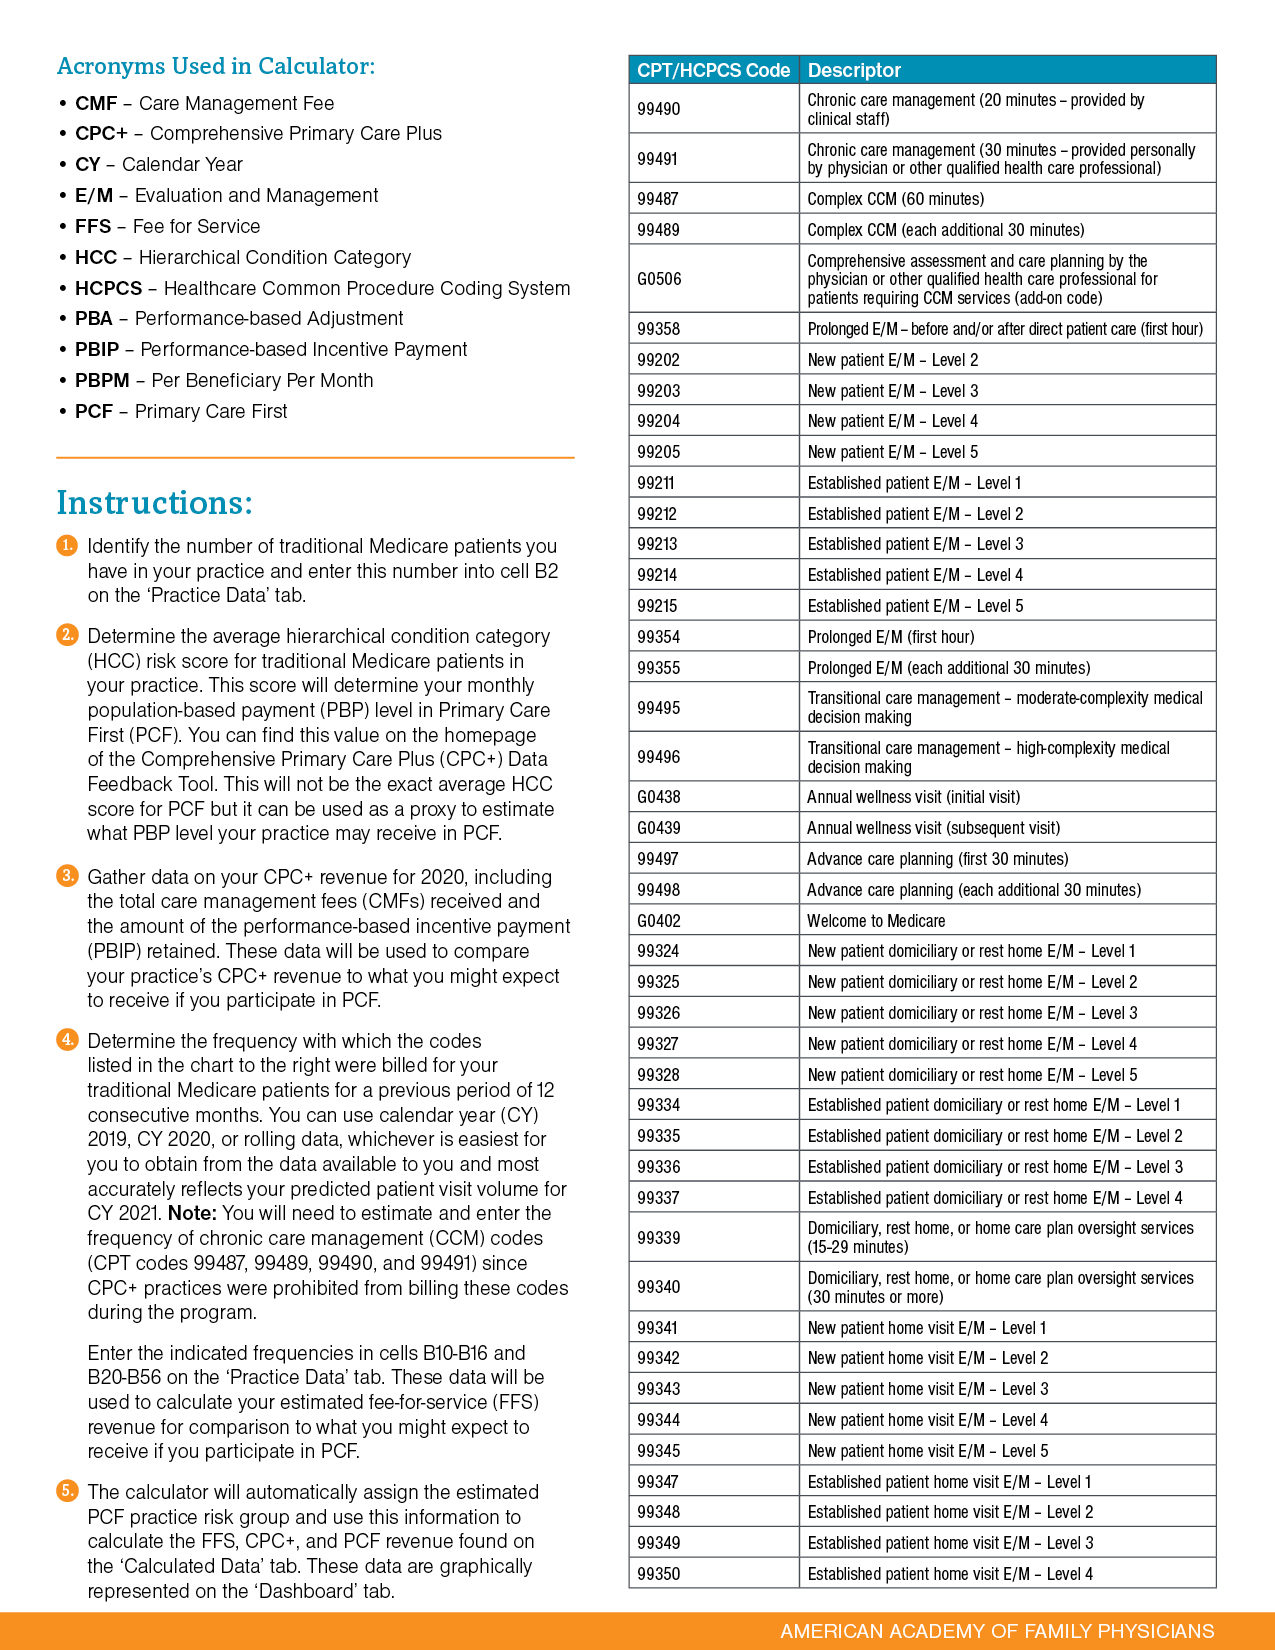 Acronyms Used in Calculator:
• CMF – Care Management Fee
• CPC+ – Comprehensive Primary Care Plus
• CY – Calendar Year
• E/M – Evaluation and Management
• FFS – Fee for Service
• HCC – Hierarchical Condition Category
• HCPCS – Healthcare Common Procedure Coding System
• PBA – Performance-based Adjustment
• PBIP – Performance-based Incentive Payment
• PBPM – Per Beneficiary Per Month
• PCF – Primary Care First
Instructions:
1. Identify the number of traditional Medicare patients you
have in your practice and enter this number into cell B2
on the ‘Practice Data’ tab.
2. Determine the average hierarchical condition category
(HCC) risk score for traditional Medicare patients in
your practice. This score will determine your monthly
population-based payment (PBP) level in Primary Care
First (PCF). You can find this value on the homepage
of the Comprehensive Primary Care Plus (CPC+) Data
Feedback Tool. This will not be the exact average HCC
score for PCF but it can be used as a proxy to estimate
what PBP level your practice may receive in PCF.
3. Gather data on your CPC+ revenue for 2020, including
the total care management fees (CMFs) received and
the amount of the performance-based incentive payment
(PBIP) retained. These data will be used to compare
your practice’s CPC+ revenue to what you might expect
to receive if you participate in PCF.
4. Determine the frequency with which the codes
listed in the chart to the right were billed for your
traditional Medicare patients for a previous period of 12
consecutive months. You can use calendar year (CY)
2019, CY 2020, or rolling data, whichever is easiest for
you to obtain from the data available to you and most
accurately reflects your predicted patient visit volume for
CY 2021. Note: You will need to estimate and enter the
frequency of chronic care management (CCM) codes
(CPT codes 99487, 99489, 99490, and 99491) since
CPC+ practices were prohibited from billing these codes
during the program.
Enter the indicated frequencies in cells B10-B16 and
B20-B56 on the ‘Practice Data’ tab. These data will be
used to calculate your estimated fee-for-service (FFS)
revenue for comparison to what you might expect to
receive if you participate in PCF.
5. The calculator will automatically assign the estimated
PCF practice risk group and use this information to
calculate the FFS, CPC+, and PCF revenue found on
the ‘Calculated Data’ tab. These data are graphically
represented on the ‘Dashboard’ tab.
CPT/HCPCS Code Descriptor
99490 Chronic care management (20 minutes – provided by
clinical staff)
99491 Chronic care management (30 minutes – provided personally
by physician or other qualified health care professional)
99487 Complex CCM (60 minutes)
99489 Complex CCM (each additional 30 minutes)
G0506 Comprehensive assessment and care planning by the
physician or other qualified health care professional for
patients requiring CCM services (add-on code)
99358 Prolonged E/M – before and/or after direct patient care (first hour)
99202 New patient E/M – Level 2
99203 New patient E/M – Level 3
99204 New patient E/M – Level 4
99205 New patient E/M – Level 5
99211 Established patient E/M – Level 1
99212 Established patient E/M – Level 2
99213 Established patient E/M – Level 3
99214 Established patient E/M – Level 4
99215 Established patient E/M – Level 5
99354 Prolonged E/M (first hour)
99355 Prolonged E/M (each additional 30 minutes)
99495 Transitional care management – moderate-complexity medical
decision making
99496 Transitional care management – high-complexity medical
decision making
G0438 Annual wellness visit (initial visit)
G0439 Annual wellness visit (subsequent visit)
99497 Advance care planning (first 30 minutes)
99498 Advance care planning (each additional 30 minutes)
G0402 Welcome to Medicare
99324 New patient domiciliary or rest home E/M – Level 1
99325 New patient domiciliary or rest home E/M – Level 2
99326 New patient domiciliary or rest home E/M – Level 3
99327 New patient domiciliary or rest home E/M – Level 4
99328 New patient domiciliary or rest home E/M – Level 5
99334 Established patient domiciliary or rest home E/M – Level 1
99335 Established patient domiciliary or rest home E/M – Level 2
99336 Established patient domiciliary or rest home E/M – Level 3
99337 Established patient domiciliary or rest home E/M – Level 4
99339 Domiciliary, rest home, or home care plan oversight services
(15-29 minutes)
99340 Domiciliary, rest home, or home care plan oversight services
(30 minutes or more)
99341 New patient home visit E/M – Level 1
99342 New patient home visit E/M – Level 2
99343 New patient home visit E/M – Level 3
99344 New patient home visit E/M – Level 4
99345 New patient home visit E/M – Level 5
99347 Established patient home visit E/M – Level 1
99348 Established patient home visit E/M – Level 2
99349 Established patient home visit E/M – Level 3
99350 Established patient home visit E/M – Level 4
AMERICAN ACADEMY OF FAMILY PHYSICIANS